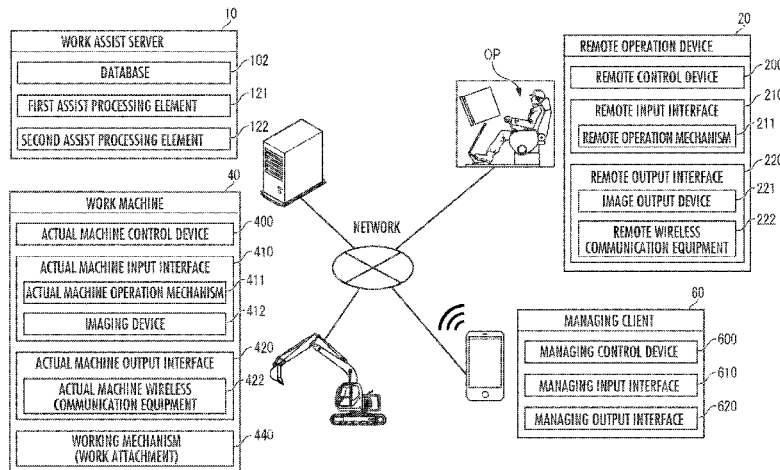 10
WORK ASSIST SERVER
DATABASE
102
FIRST ASSIST PROCESSING ELEMENT
121
SECOND ASSIST PROCESSING ELEMENT
122
OP
20
REMOTE OPERATION DEVICE
REMOTE CONTROL DEVICE
200
REMOTE INPUT INTERFACE
210
REMOTE OPERATION MECHANISM
211
REMOTE OUTPUT INTERFACE
220
IMAGE OUTPUT DEVICE
221
REMOTE WIRELESS
COMMUNICATION EQUIPMENT
222
NETWORK
40
WORK MACHINE
ACTUAL MACHINE CONTROL DEVICE
400
ACTUAL MACHINE INPUT INTERFACE
410
ACTUAL MACHINE OPERATION MECHANISM
411
IMAGING DEVICE
412
ACTUAL MACHINE OUTPUT INTERFACE
420
ACTUAL MACHINE WIRELESS
COMMUNICATION EQUIPMENT
422
WORKING MECHANISM
(WORK ATTACHMENT)
440
60
MANAGING CLIENT
MANAGING CONTROL DEVICE
600
MANAGING INPUT INTERFACE
610
MANAGING OUTPUT INTERFACE
620